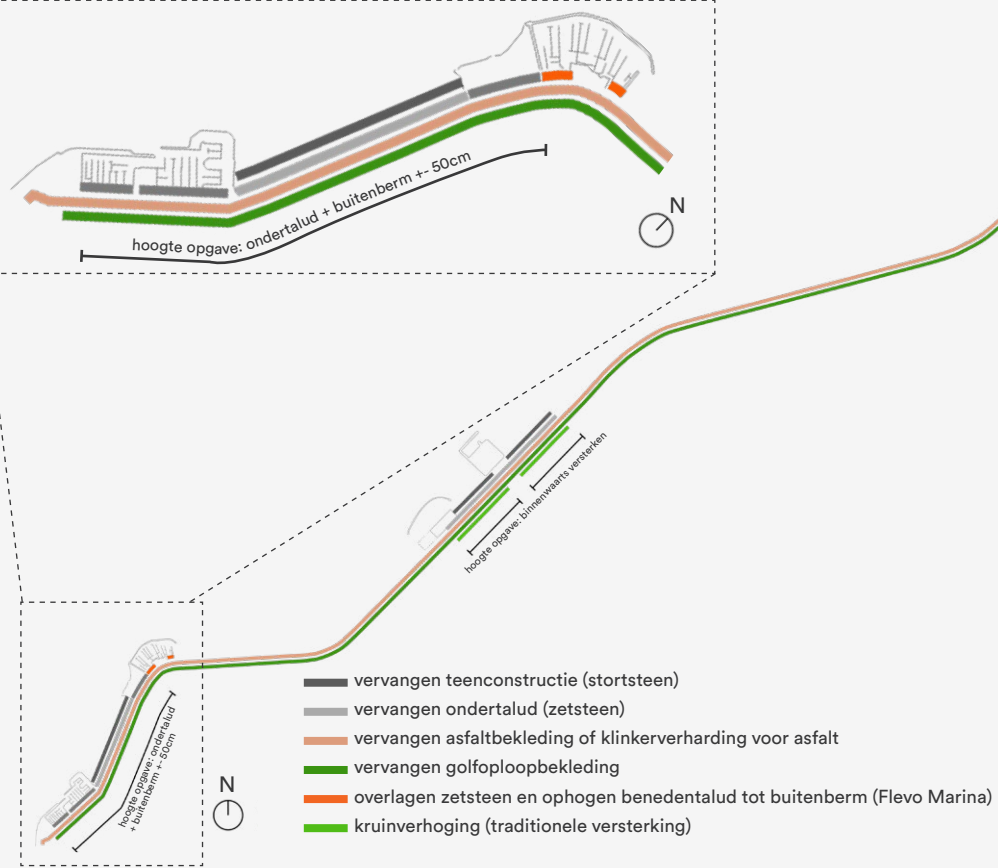 N
hoogte opgave: ondertalud + buitenberm +- 50cm
hoogte opgave: binnenwaarts versterken
hoogte opgave: ondertalud
+ buitenberm +- 50cm
N
vervangen teenconstructie (stortsteen)
vervangen ondertalud (zetsteen)
vervangen asfaltbekleding of klinkerverharding voor asfalt
vervangen golfoploopbekleding
overlagen zetsteen en ophogen benedentalud tot buitenberm (Flevo Marina)
kruinverhoging (traditionele versterking)